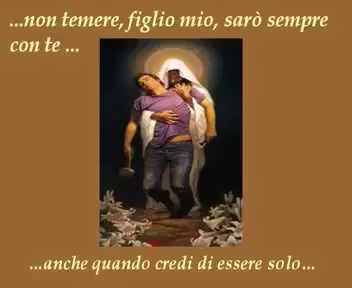 ...non temere, figlio mio, sarò sempre
con te ...
...anche quando credi di essere solo...